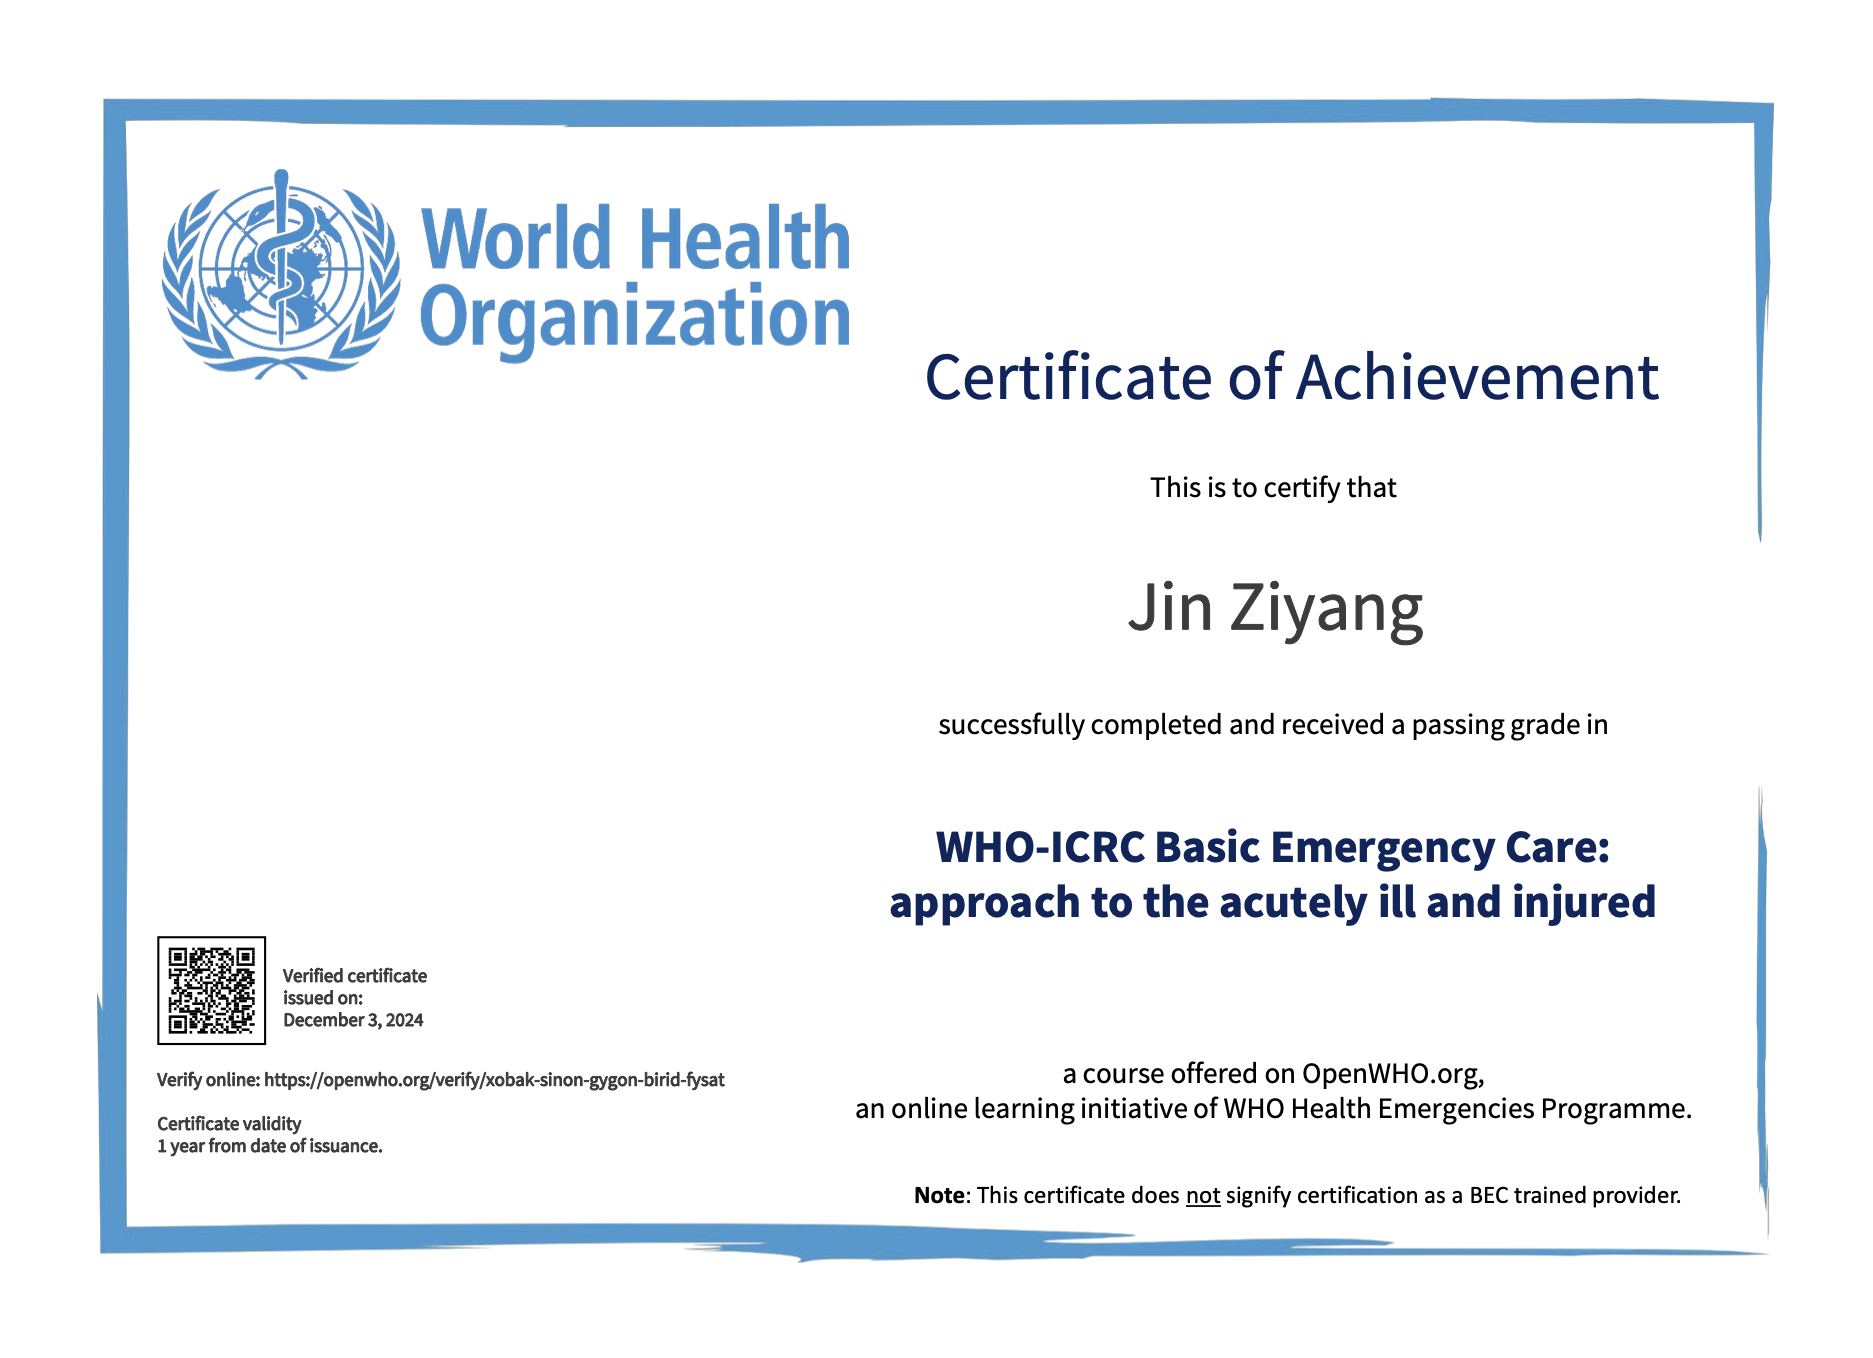 World Health
Organization
Certificate of Achievement
This is to certify that
Jin Ziyang
successfully completed and received a passing grade in
WHO-ICRC Basic Emergency Care:
approach to the acutely ill and injured
Verified certificate
issued on:
December 3, 2024
Verify online: https://openwho.org/verify/xobak-sinon-gygon-birid-fysat
Certificate validity
1 year from date of issuance.
a course offered on OpenWHO.org,
an online learning initiative of WHO Health Emergencies Programme.
Note: This certificate does not signify certification as a BEC trained provider.